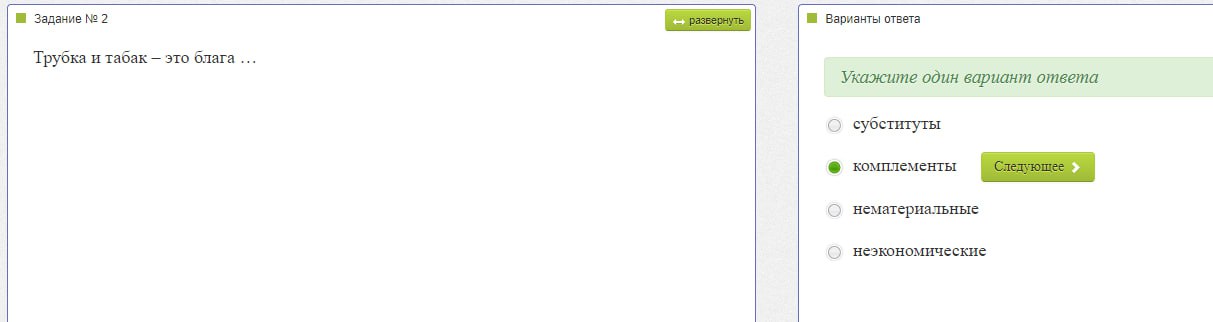 Задание № 2
развернуть
Трубка и табак – это блага …
Варианты ответа
Укажите один вариант ответа
субституты
комплементы
Следующее
нематериальные
неэкономические